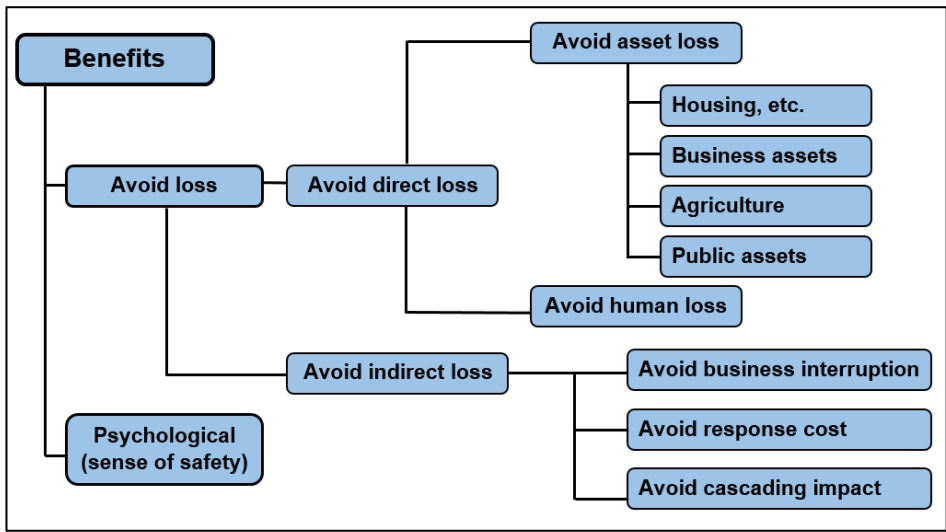 Benefits
Avoid loss
Avoid direct loss
Avoid asset loss
Housing, etc.
Business assets
Agriculture
Public assets
Avoid human loss
Avoid indirect loss
Avoid business interruption
Avoid response cost
Avoid cascading impact
Psychological
(sense of safety)